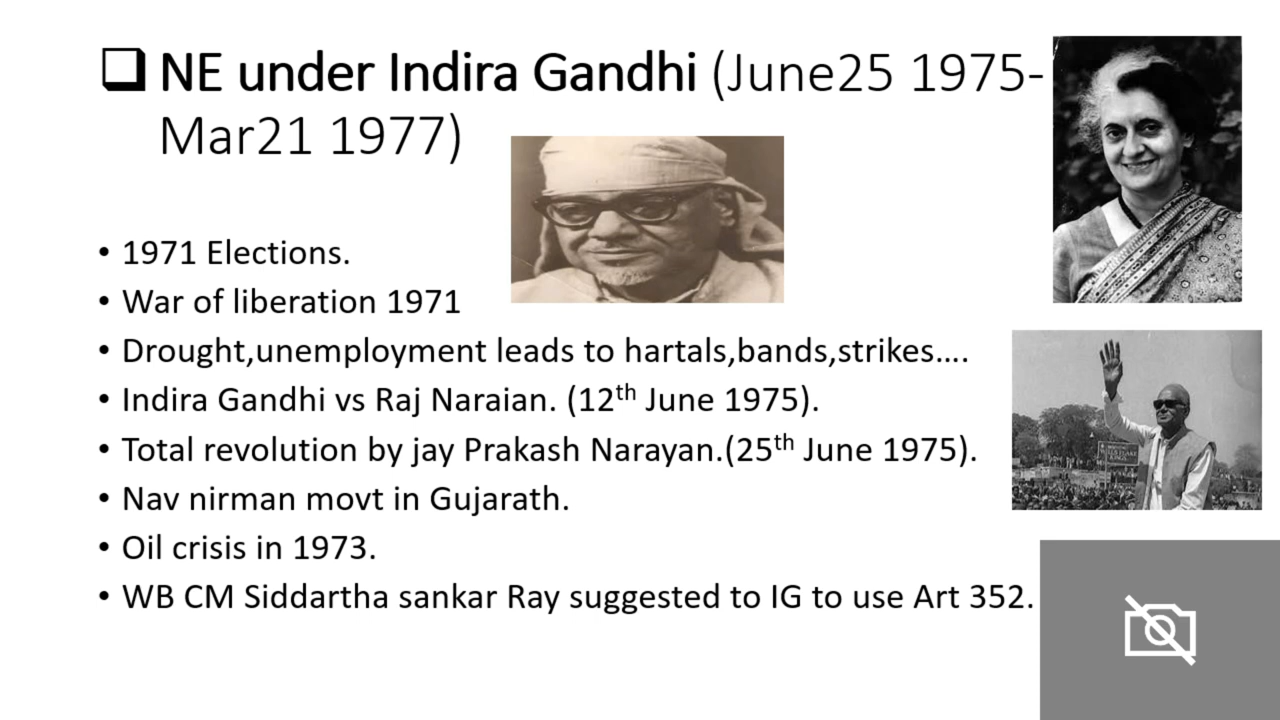 NE under Indira Gandhi (June25 1975-
Mar21 1977)
• 1971 Elections.
• War of liberation 1971
• Drought,unemployment leads to hartals,bands,strikes....
• Indira Gandhi vs Raj Naraian. (12th June 1975).
• Total revolution by jay Prakash Narayan.(25th June 1975).
• Nav nirman movt in Gujarath.
• Oil crisis in 1973.
• WB CM Siddartha sankar Ray suggested to IG to use Art 352.